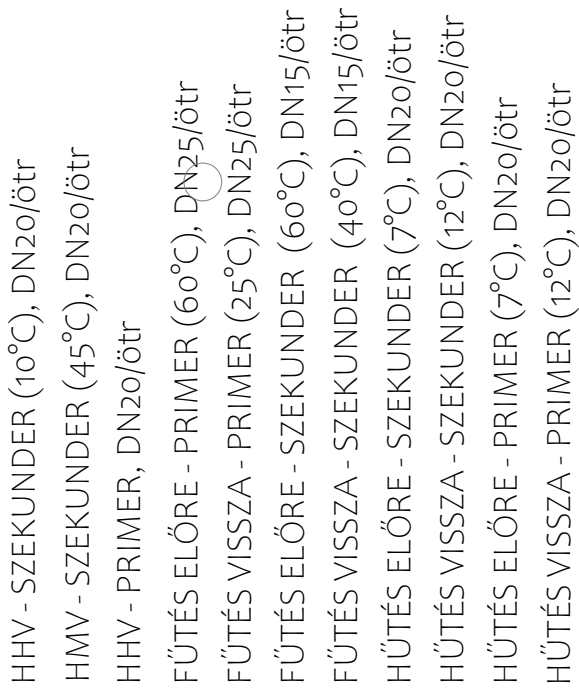 HHV - SZEKUNDER (10°C), DN20/ötr
HMV - SZEKUNDER (45°C), DN20/ötr
HHV - PRIMER, DN20/ötr
FŰTÉS ELŐRE - PRIMER (60°C), DN25/ötr
FŰTÉS VISSZA - PRIMER (25°C), DN25/ötr
FŰTÉS ELŐRE - SZEKUNDER (60°C), DN15/ötr
FŰTÉS VISSZA - SZEKUNDER (40°C), DN15/ötr
HŰTÉS ELŐRE - SZEKUNDER (7°C), DN20/ötr
HŰTÉS VISSZA - SZEKUNDER (12°C), DN20/ötr
HŰTÉS ELŐRE - PRIMER (7°C), DN20/ötr
HŰTÉS VISSZA - PRIMER (12°C), DN20/ötr